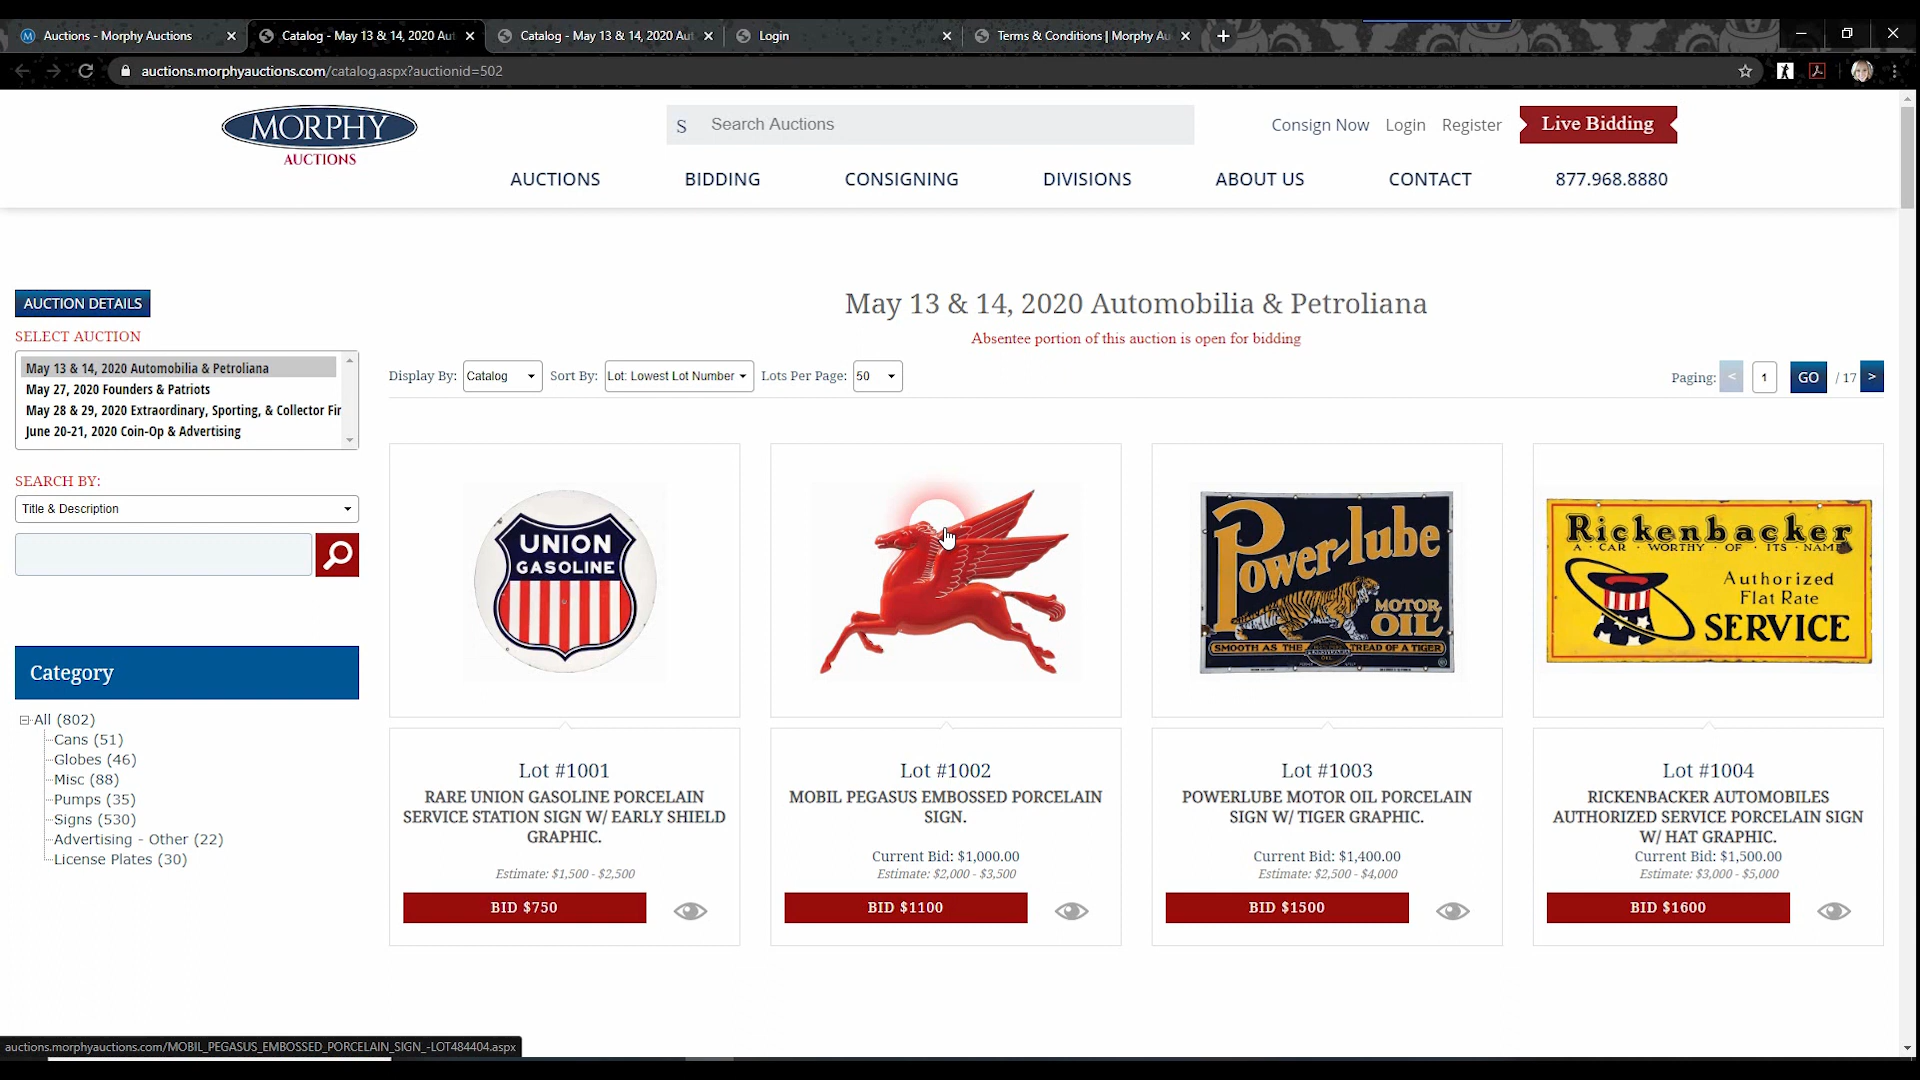 Auctions - Morphy Auctions
Catalog - May 13 & 14, 2020 Aut
Catalog - May 13 & 14, 2020 Aut
Login
Terms & Conditions | Morphy Au
auctions.morphyauctions.com/catalog.aspx?auctionid=502
MORPHY
AUCTIONS
S Search Auctions
Consign Now Login Register Live Bidding
AUCTIONS BIDDING CONSIGNING DIVISIONS ABOUT US CONTACT 877.968.8880
AUCTION DETAILS
May 13 & 14, 2020 Automobilia & Petroliana
Absentee portion of this auction is open for bidding
SELECT AUCTION
May 13 & 14, 2020 Automobilia & Petroliana
May 27, 2020 Founders & Patriots
May 28 & 29, 2020 Extraordinary, Sporting, & Collector Fir
June 20-21, 2020 Coin-Op & Advertising
Display By: Catalog Sort By: Lot: Lowest Lot Number Lots Per Page: 50
Paging: < 1 GO / 17 >
SEARCH BY:
Title & Description
Category
All (802)
Cans (51)
Globes (46)
Misc (88)
Pumps (35)
Signs (530)
Advertising - Other (22)
License Plates (30)
UNION
GASOLINE
Power-lube
MOTOR
OIL
SMOOTH AS THE TREAD OF A TIGER
Rickenbacker
A · CAR · WORTHY · OF · ITS · NAME
Authorized
Flat Rate
SERVICE
Lot #1001
RARE UNION GASOLINE PORCELAIN
SERVICE STATION SIGN W/ EARLY SHIELD
GRAPHIC.
Estimate: $1,500 - $2,500
BID $750
Lot #1002
MOBIL PEGASUS EMBOSSED PORCELAIN
SIGN.
Current Bid: $1,000.00
Estimate: $2,000 - $3,500
BID $1100
Lot #1003
POWERLUBE MOTOR OIL PORCELAIN
SIGN W/ TIGER GRAPHIC.
Current Bid: $1,400.00
Estimate: $2,500 - $4,000
BID $1500
Lot #1004
RICKENBACKER AUTOMOBILES
AUTHORIZED SERVICE PORCELAIN SIGN
W/ HAT GRAPHIC.
Current Bid: $1,500.00
Estimate: $3,000 - $5,000
BID $1600
auctions.morphyauctions.com/MOBIL_PEGASUS_EMBOSSED_PORCELAIN_SIGN_-LOT484404.aspx